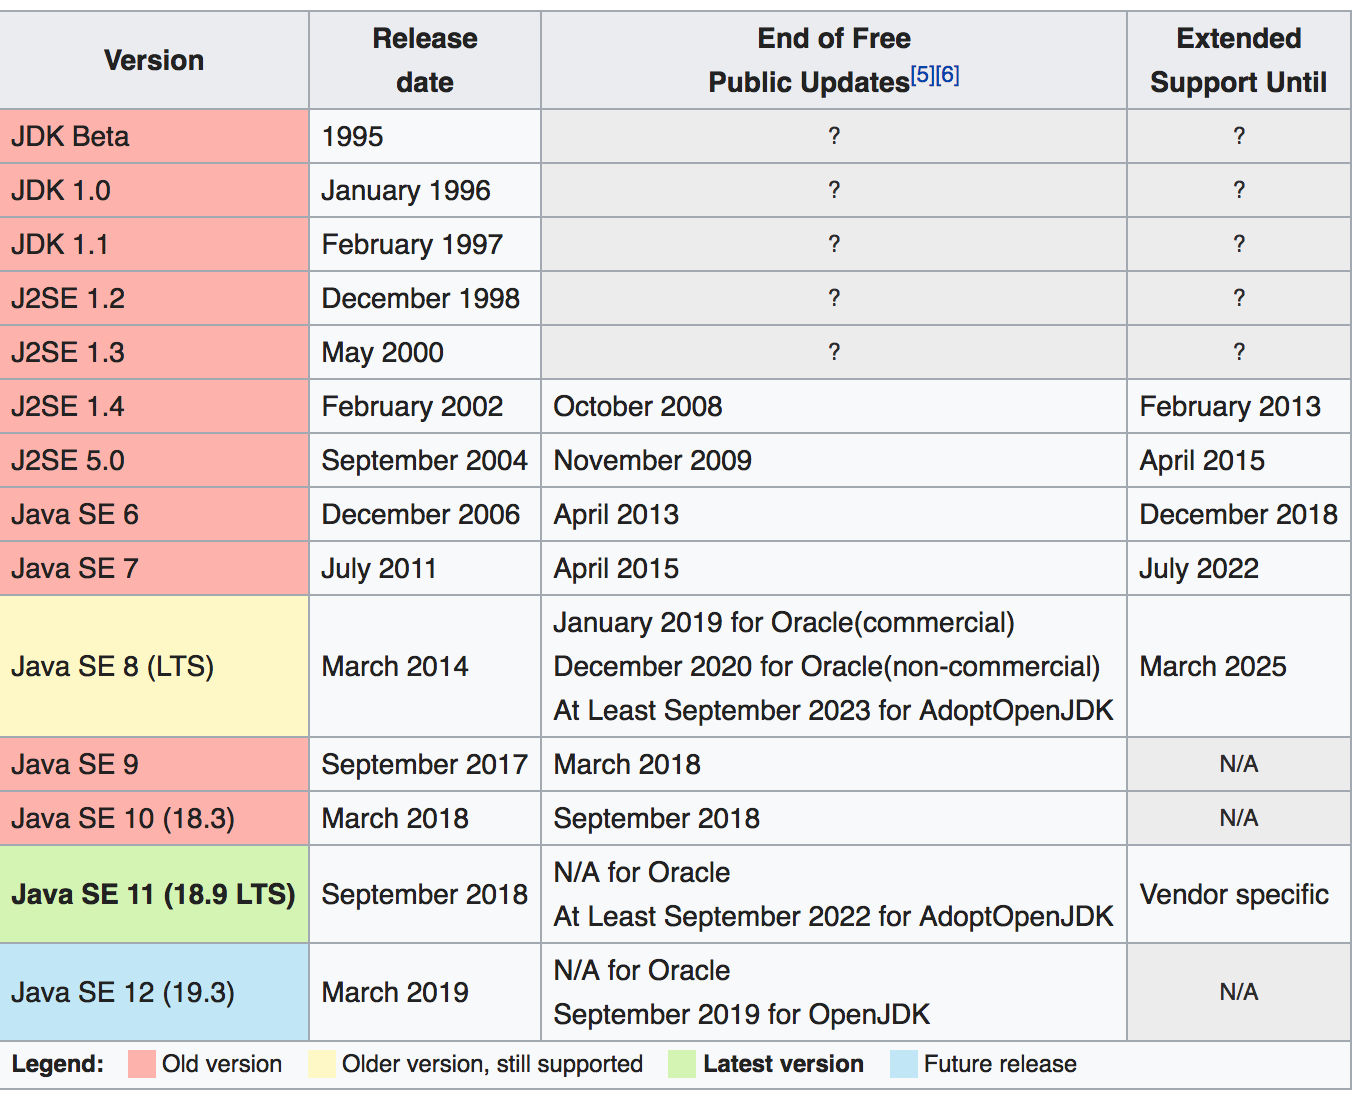 Version
Release
date
End of Free
Public Updates[5][6]
Extended
Support Until
JDK Beta 1995 ? ?
JDK 1.0 January 1996 ? ?
JDK 1.1 February 1997 ? ?
J2SE 1.2 December 1998 ? ?
J2SE 1.3 May 2000 ? ?
J2SE 1.4 February 2002 October 2008 February 2013
J2SE 5.0 September 2004 November 2009 April 2015
Java SE 6 December 2006 April 2013 December 2018
Java SE 7 July 2011 April 2015 July 2022
Java SE 8 (LTS) March 2014
January 2019 for Oracle(commercial)
December 2020 for Oracle(non-commercial)
At Least September 2023 for AdoptOpenJDK
March 2025
Java SE 9 September 2017 March 2018 N/A
Java SE 10 (18.3) March 2018 September 2018 N/A
Java SE 11 (18.9 LTS) September 2018
N/A for Oracle
At Least September 2022 for AdoptOpenJDK
Vendor specific
Java SE 12 (19.3) March 2019
N/A for Oracle
September 2019 for OpenJDK
N/A
Legend: Old version Older version, still supported Latest version Future release